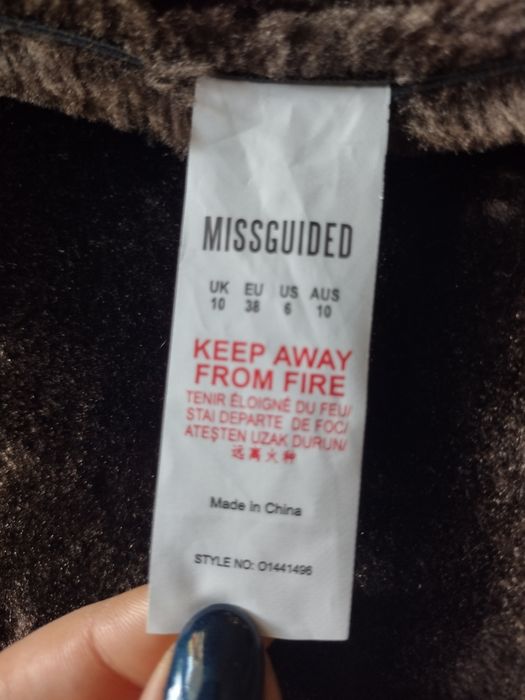 MISSGUIDED
UK EU US AUS
10 38 6 10
KEEP AWAY
FROM FIRE
TENIR ÉLOIGNÉ DU FEU/
STAI DEPARTE DE FOC/
ATEŞTEN UZAK DURUN/
远离火种
Made in China
STYLE NO: O1441496